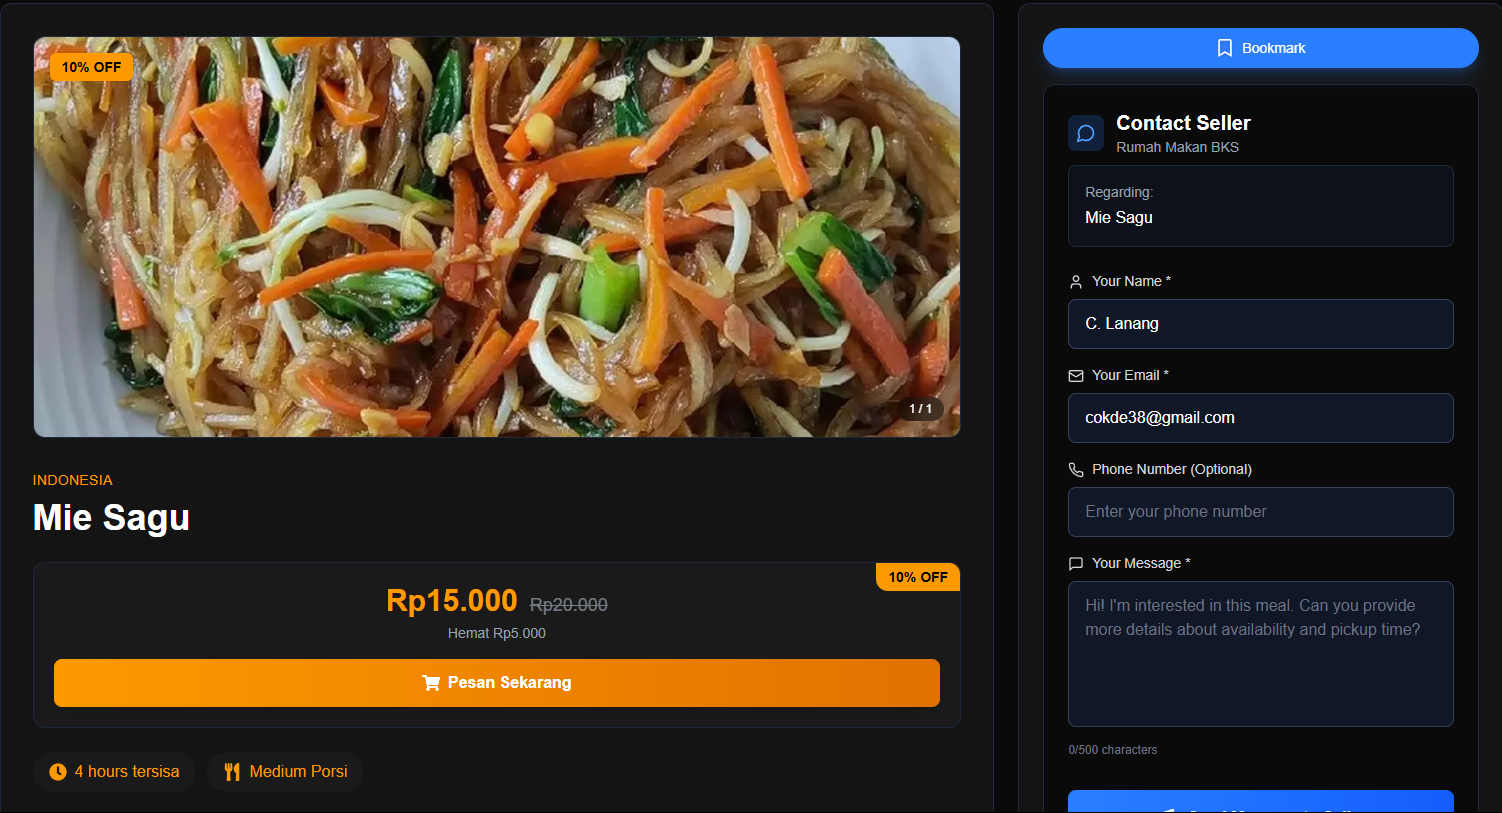 10% OFF
1 / 1
INDONESIA
Mie Sagu
10% OFF
Rp15.000 Rp20.000
Hemat Rp5.000
Pesan Sekarang
4 hours tersisa
Medium Porsi
Bookmark
Contact Seller
Rumah Makan BKS
Regarding:
Mie Sagu
Your Name *
C. Lanang
Your Email *
cokde38@gmail.com
Phone Number (Optional)
Enter your phone number
Your Message *
Hi! I'm interested in this meal. Can you provide
more details about availability and pickup time?
0/500 characters